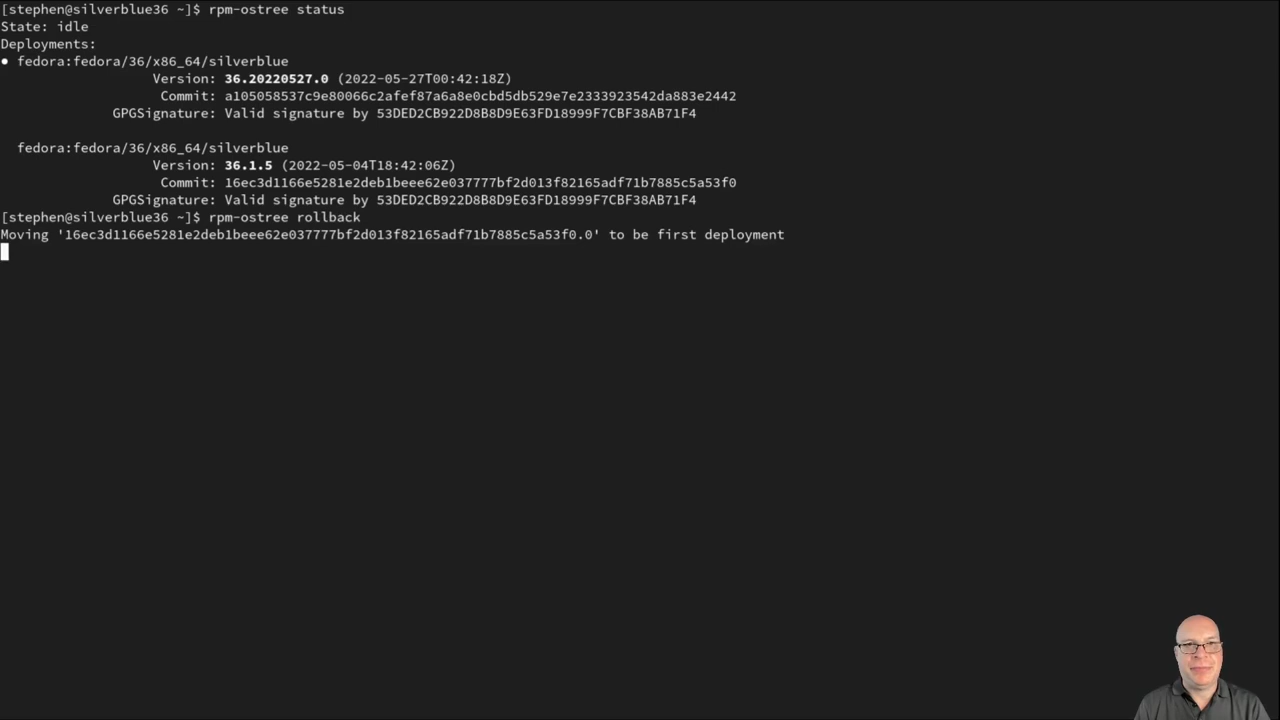 [stephen@silverblue36 ~]$ rpm-ostree status
State: idle
Deployments:
● fedora:fedora/36/x86_64/silverblue
Version: 36.20220527.0 (2022-05-27T00:42:18Z)
Commit: a105058537c9e80066c2afef87a6a8e0cbd5db529e7e2333923542da883e2442
GPGSignature: Valid signature by 53DED2CB922D8B8D9E63FD18999F7CBF38AB71F4
fedora:fedora/36/x86_64/silverblue
Version: 36.1.5 (2022-05-04T18:42:06Z)
Commit: 16ec3d1166e5281e2deb1beee62e037777bf2d013f82165adf71b7885c5a53f0
GPGSignature: Valid signature by 53DED2CB922D8B8D9E63FD18999F7CBF38AB71F4
[stephen@silverblue36 ~]$ rpm-ostree rollback
Moving '16ec3d1166e5281e2deb1beee62e037777bf2d013f82165adf71b7885c5a53f0.0' to be first deployment